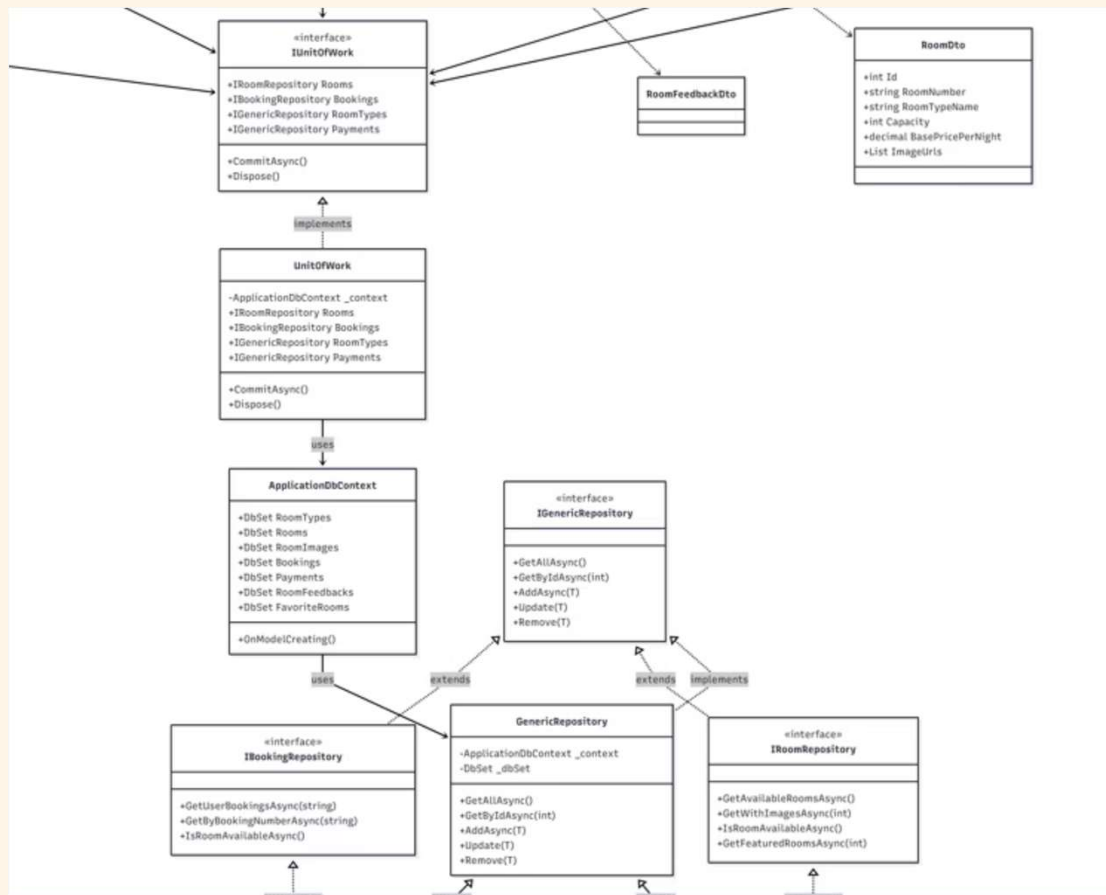 «interface»
IUnitOfWork
+IRoomRepository Rooms
+IBookingRepository Bookings
+IGenericRepository RoomTypes
+IGenericRepository Payments
+CommitAsync()
+Dispose()
RoomFeedbackDto
RoomDto
+int Id
+string RoomNumber
+string RoomTypeName
+int Capacity
+decimal BasePricePerNight
+List ImageUrls
implements
UnitOfWork
-ApplicationDbContext _context
+IRoomRepository Rooms
+IBookingRepository Bookings
+IGenericRepository RoomTypes
+IGenericRepository Payments
+CommitAsync()
+Dispose()
uses
ApplicationDbContext
+DbSet RoomTypes
+DbSet Rooms
+DbSet RoomImages
+DbSet Bookings
+DbSet Payments
+DbSet RoomFeedbacks
+DbSet FavoriteRooms
+OnModelCreating()
«interface»
IGenericRepository
+GetAllAsync()
+GetByIdAsync(int)
+AddAsync(T)
+Update(T)
+Remove(T)
uses
extends
extends
implements
«interface»
IBookingRepository
+GetUserBookingsAsync(string)
+GetByBookingNumberAsync(string)
+IsRoomAvailableAsync()
GenericRepository
-ApplicationDbContext _context
-DbSet _dbSet
+GetAllAsync()
+GetByIdAsync(int)
+AddAsync(T)
+Update(T)
+Remove(T)
«interface»
IRoomRepository
+GetAvailableRoomsAsync()
+GetWithImagesAsync(int)
+IsRoomAvailableAsync()
+GetFeaturedRoomsAsync(int)